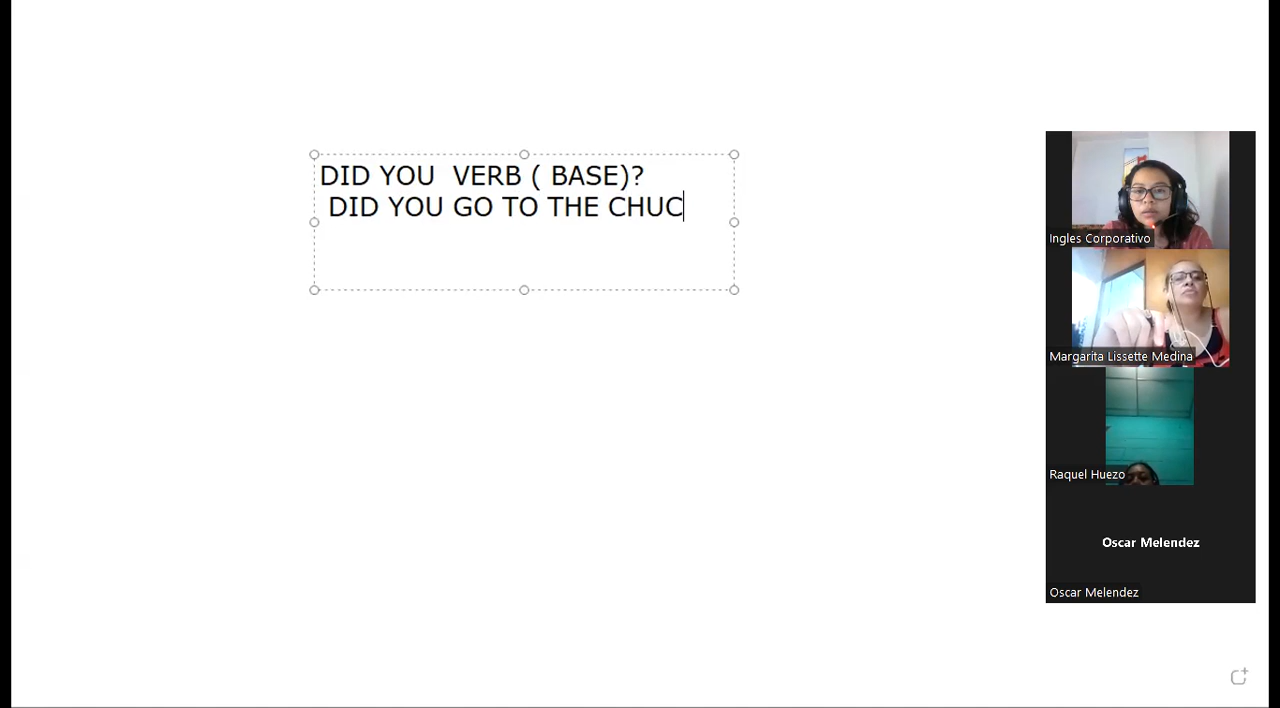 DID YOU VERB ( BASE)?
DID YOU GO TO THE CHUC
Ingles Corporativo
Margarita Lissette Medina
Raquel Huezo
Oscar Melendez
Oscar Melendez